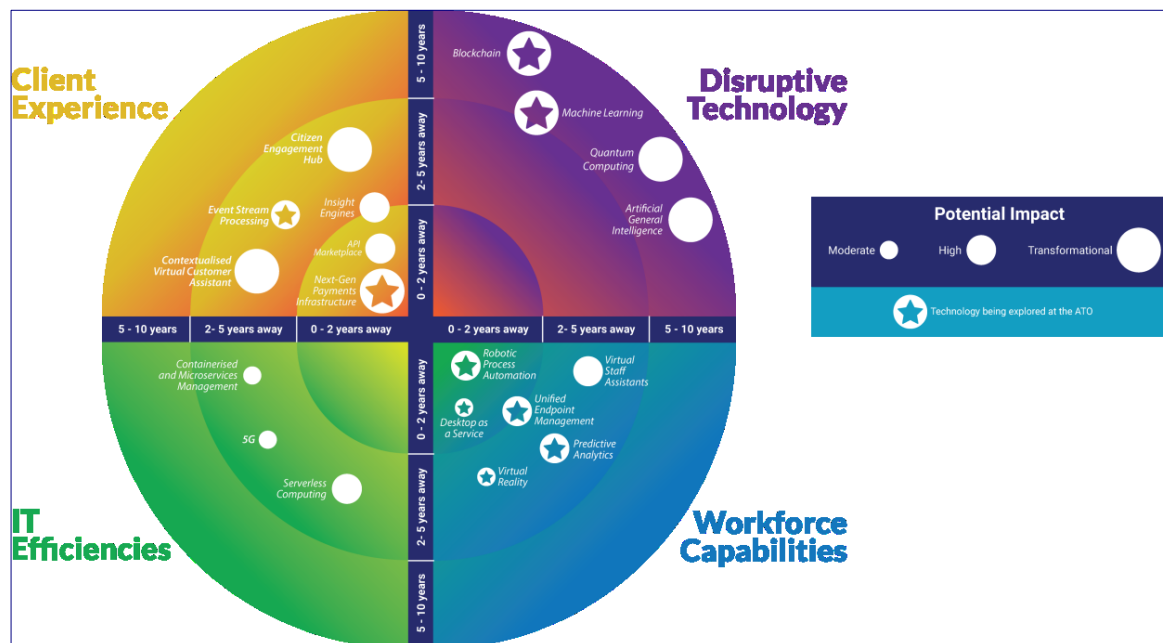 Client
Experience
Disruptive
Technology
5 - 10 years
2- 5 years away
0 - 2 years away
Blockchain
Machine Learning
Quantum
Computing
Artificial
General
Intelligence
Citizen
Engagement
Hub
Event Stream
Processing
Insight
Engines
API
Marketplace
Contextualised
Virtual Customer
Assistant
Next-Gen
Payments
Infrastructure
Potential Impact
Moderate
High
Transformational
Technology being explored at the ATO
5 - 10 years
2- 5 years away
0 - 2 years away
0 - 2 years away
2- 5 years away
5 - 10 years
Containerised
and Microservices
Management
5G
Serverless
Computing
0 - 2 years away
2- 5 years away
5 - 10 years
Robotic
Process
Automation
Virtual
Staff
Assistants
Desktop as
a Service
Unified
Endpoint
Management
Predictive
Analytics
Virtual
Reality
IT
Efficiencies
Workforce
Capabilities